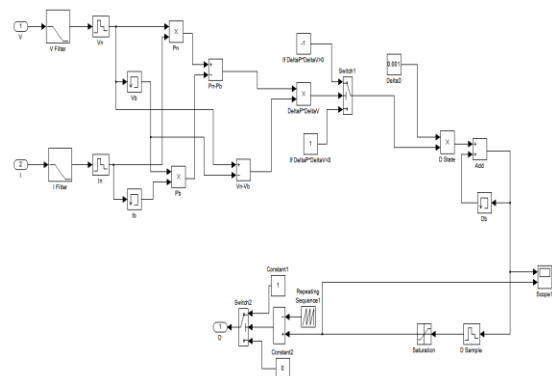 1
V
V Filter
Vn
Vb
X
Pn
Pn-Pb
-1
If DeltaP*DeltaV>0
Switch1
X
DeltaP*DeltaV
1
If DeltaP*DeltaV<0
0.001
DeltaD
X
D State
Add
Db
2
I
I Filter
In
Ib
X
Pb
Vn-Vb
Scope1
Constant1
1
Repeating
Sequence1
Switch2
1
D
Constant2
0
Saturation
D Sample